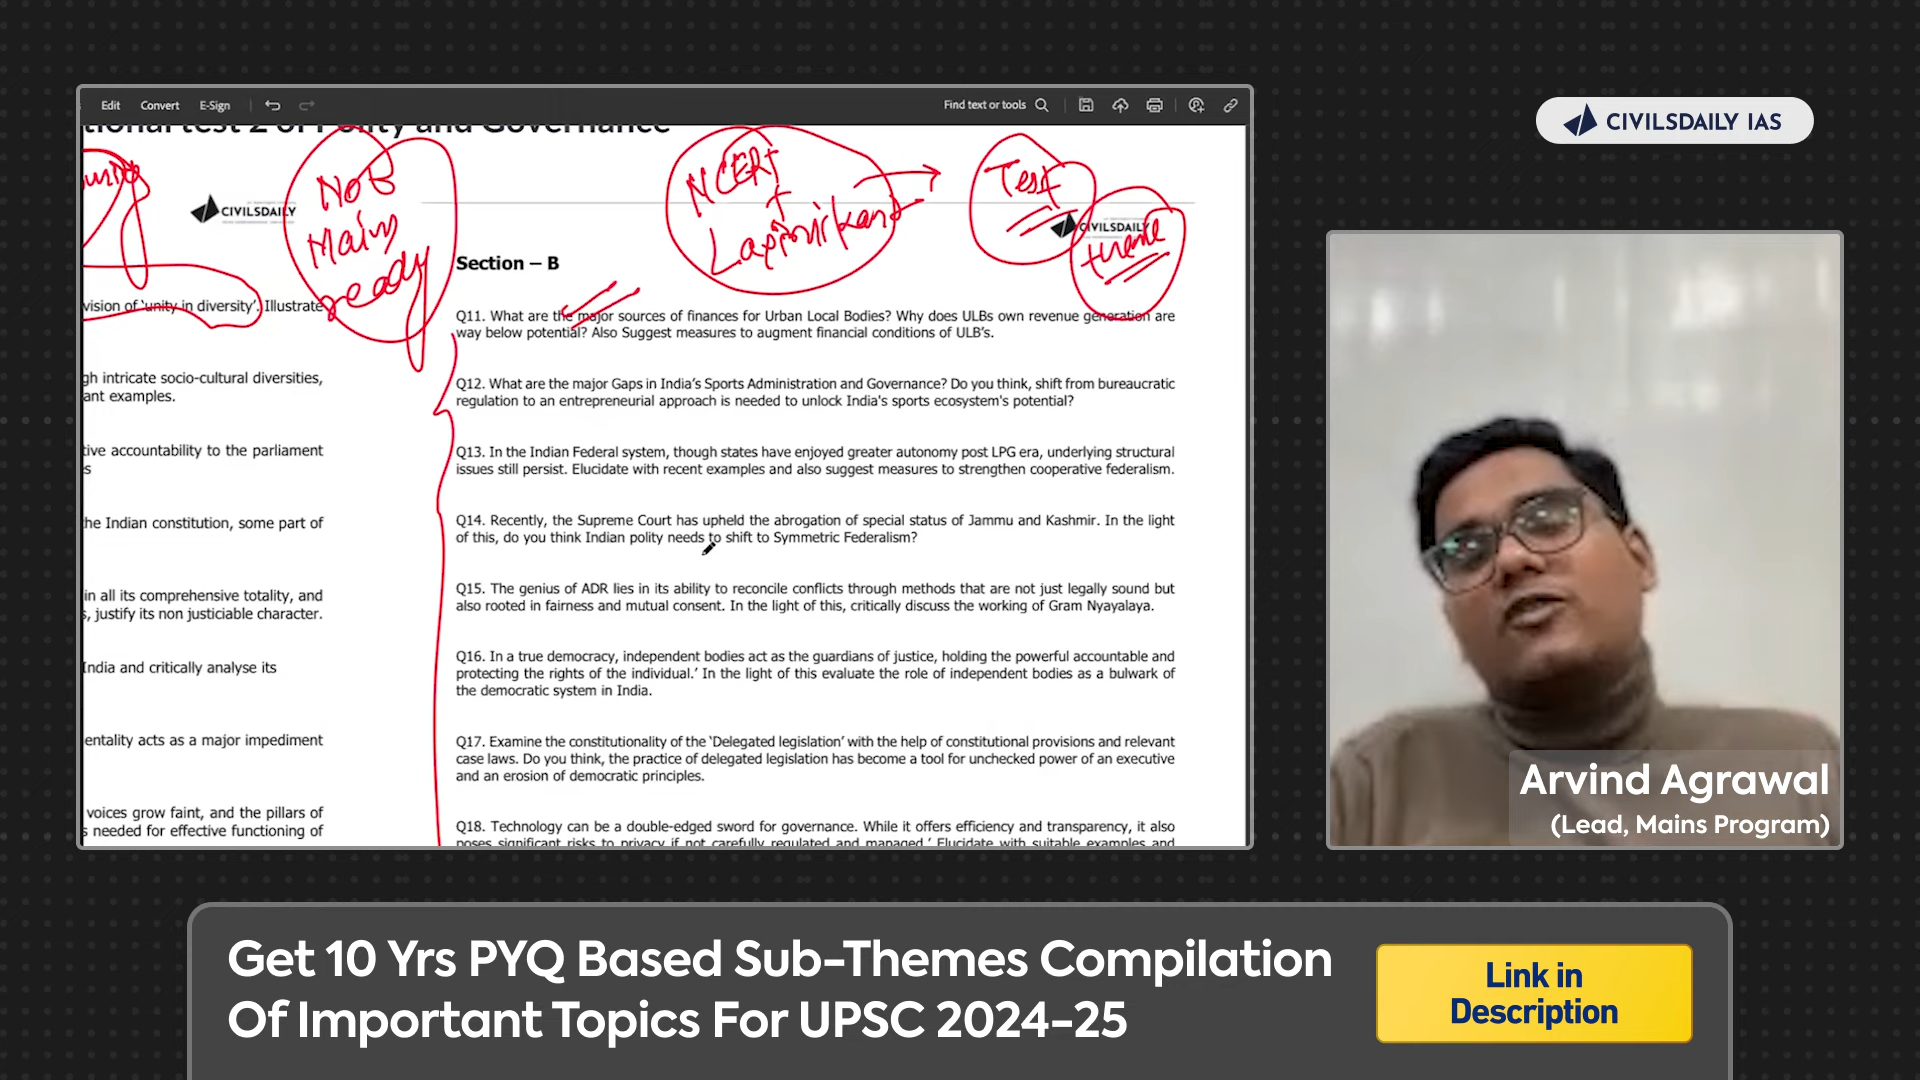 Edit Convert E-Sign
Find text or tools
and Governance
CIVILSDAILY IAS
Not
Mains
ready
NCERT
+
Laxmikant
Test
theme
CIVILSDAILY
CIVILSDAILY
Section – B
vision of 'unity in diversity'. Illustrate
gh intricate socio-cultural diversities,
ant examples.
tive accountability to the parliament
he Indian constitution, some part of
in all its comprehensive totality, and
, justify its non justiciable character.
India and critically analyse its
entality acts as a major impediment
voices grow faint, and the pillars of
s needed for effective functioning of
Q11. What are the major sources of finances for Urban Local Bodies? Why does ULBs own revenue generation are
way below potential? Also Suggest measures to augment financial conditions of ULB's.
Q12. What are the major Gaps in India's Sports Administration and Governance? Do you think, shift from bureaucratic
regulation to an entrepreneurial approach is needed to unlock India's sports ecosystem's potential?
Q13. In the Indian Federal system, though states have enjoyed greater autonomy post LPG era, underlying structural
issues still persist. Elucidate with recent examples and also suggest measures to strengthen cooperative federalism.
Q14. Recently, the Supreme Court has upheld the abrogation of special status of Jammu and Kashmir. In the light
of this, do you think Indian polity needs to shift to Symmetric Federalism?
Q15. The genius of ADR lies in its ability to reconcile conflicts through methods that are not just legally sound but
also rooted in fairness and mutual consent. In the light of this, critically discuss the working of Gram Nyayalaya.
Q16. In a true democracy, independent bodies act as the guardians of justice, holding the powerful accountable and
protecting the rights of the individual.' In the light of this evaluate the role of independent bodies as a bulwark of
the democratic system in India.
Q17. Examine the constitutionality of the 'Delegated legislation' with the help of constitutional provisions and relevant
case laws. Do you think, the practice of delegated legislation has become a tool for unchecked power of an executive
and an erosion of democratic principles.
Q18. Technology can be a double-edged sword for governance. While it offers efficiency and transparency, it also
poses significant risks to privacy if not carefully regulated and managed.' Elucidate with suitable examples and
Arvind Agrawal
(Lead, Mains Program)
Get 10 Yrs PYQ Based Sub-Themes Compilation
Of Important Topics For UPSC 2024-25
Link in
Description